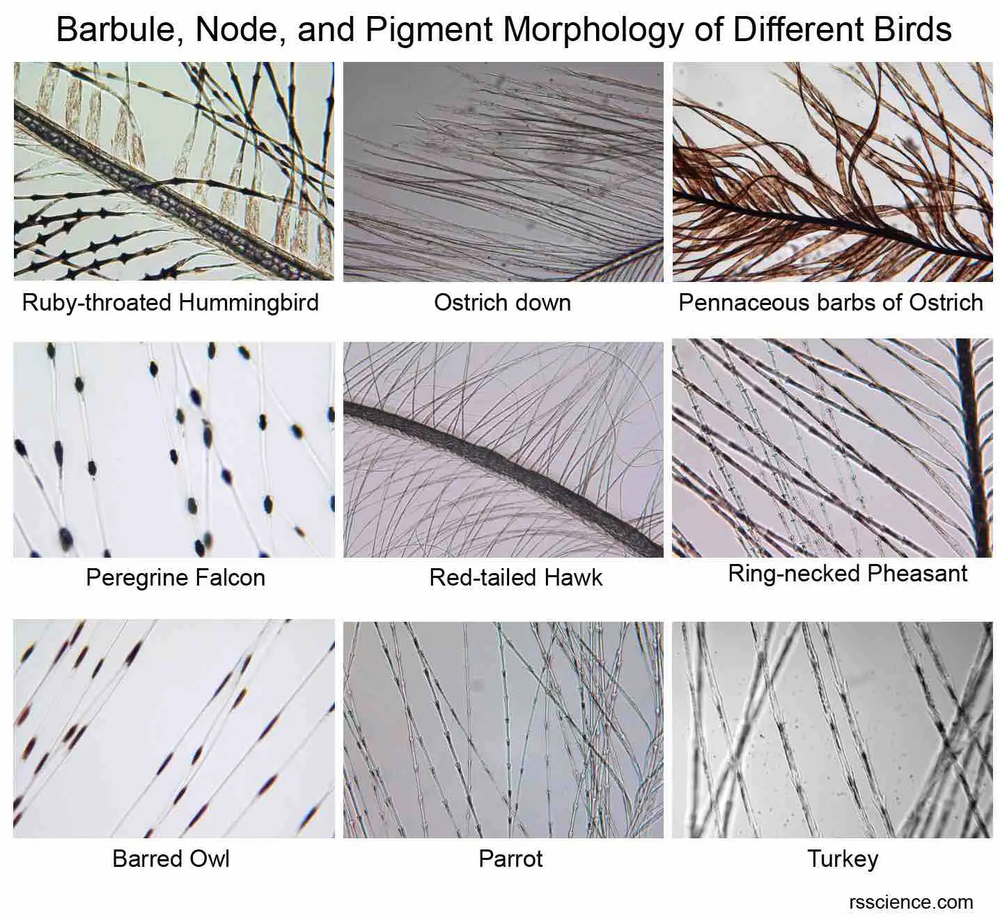 Barbule, Node, and Pigment Morphology of Different Birds
Ruby-throated Hummingbird
Ostrich down
Pennaceous barbs of Ostrich
Peregrine Falcon
Red-tailed Hawk
Ring-necked Pheasant
Barred Owl
Parrot
Turkey
rsscience.com